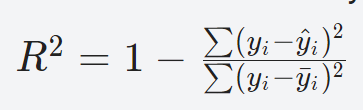 R² = 1 − ∑(yᵢ−ŷᵢ)² / ∑(yᵢ−ȳᵢ)²